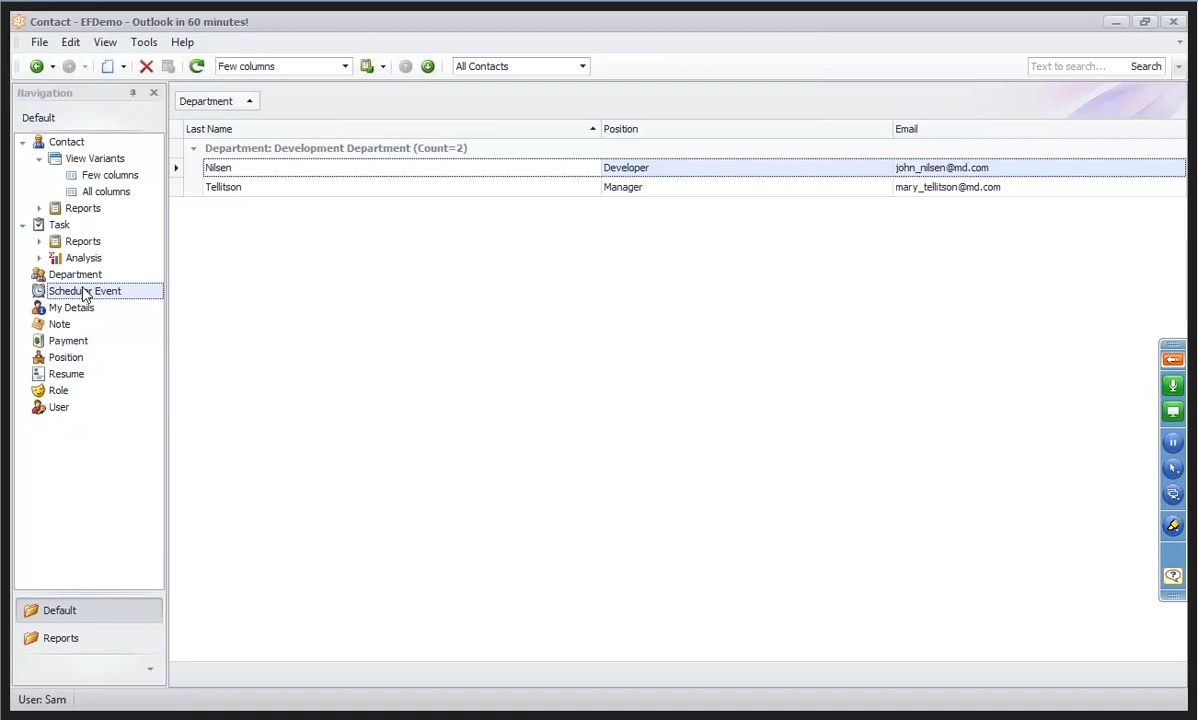 Contact - EFDemo - Outlook in 60 minutes!
File Edit View Tools Help
Few columns All Contacts Text to search... Search
Navigation
Default
Contact
View Variants
Few columns
All columns
Reports
Task
Reports
Analysis
Department
Scheduler Event
My Details
Note
Payment
Position
Resume
Role
User
Default
Reports
Department
Last Name Position Email
Department: Development Department (Count=2)
Nilsen Developer john_nilsen@md.com
Tellitson Manager mary_tellitson@md.com
User: Sam